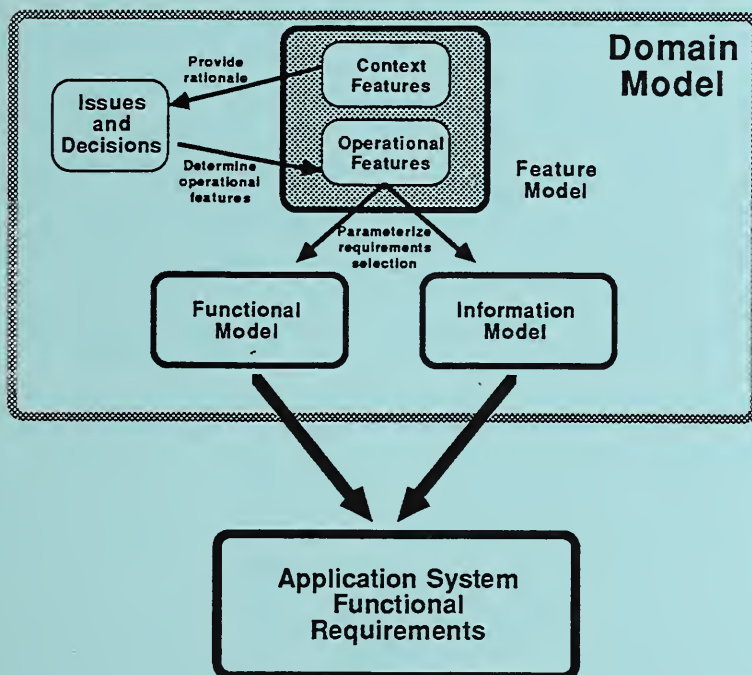 Domain
Model
Provide
rationale
Context
Features
Issues
and
Decisions
Operational
Features
Determine
operational
features
Feature
Model
Parameterize
requirements
selection
Functional
Model
Information
Model
Application System
Functional
Requirements